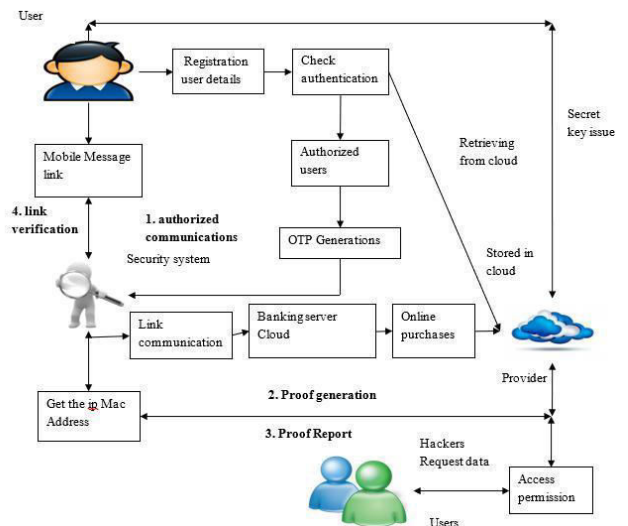 User
Registration
user details
Check
authentication
Secret
key issue
Mobile Message
link
Authorized
users
Retrieving
from cloud
4. link
verification
1. authorized
communications
Security system
OTP Generations
Stored in
cloud
Link
communication
Banking server
Cloud
Online
purchases
Provider
Get the ip Mac
Address
2. Proof generation
3. Proof Report
Hackers
Request data
Access
permission
Users